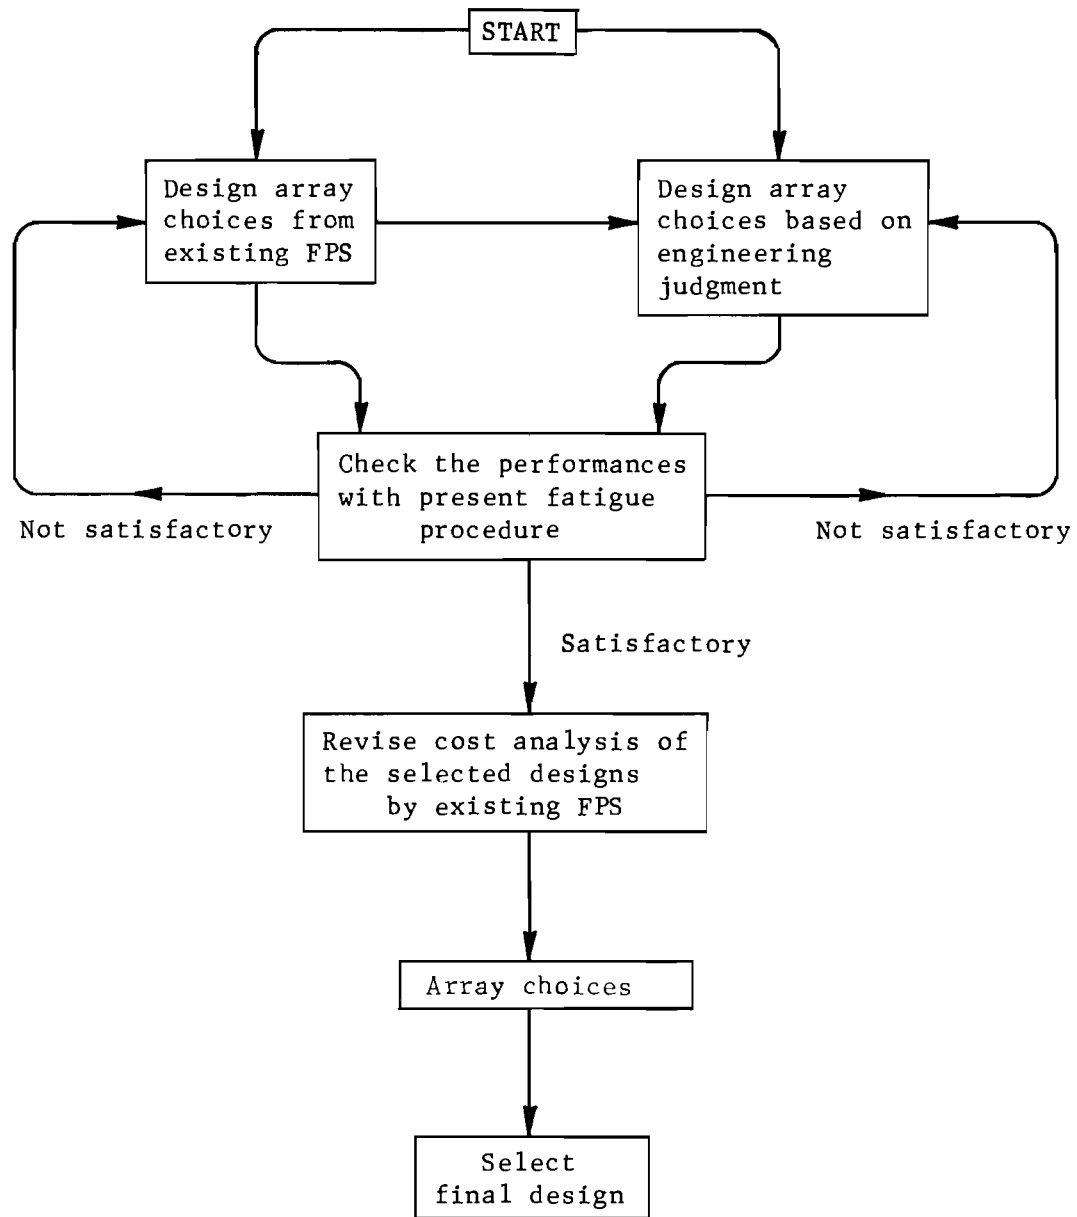 START
Design array
choices from
existing FPS
Design array
choices based on
engineering
judgment
Check the performances
with present fatigue
procedure
Not satisfactory
Not satisfactory
Satisfactory
Revise cost analysis of
the selected designs
by existing FPS
Array choices
Select
final design